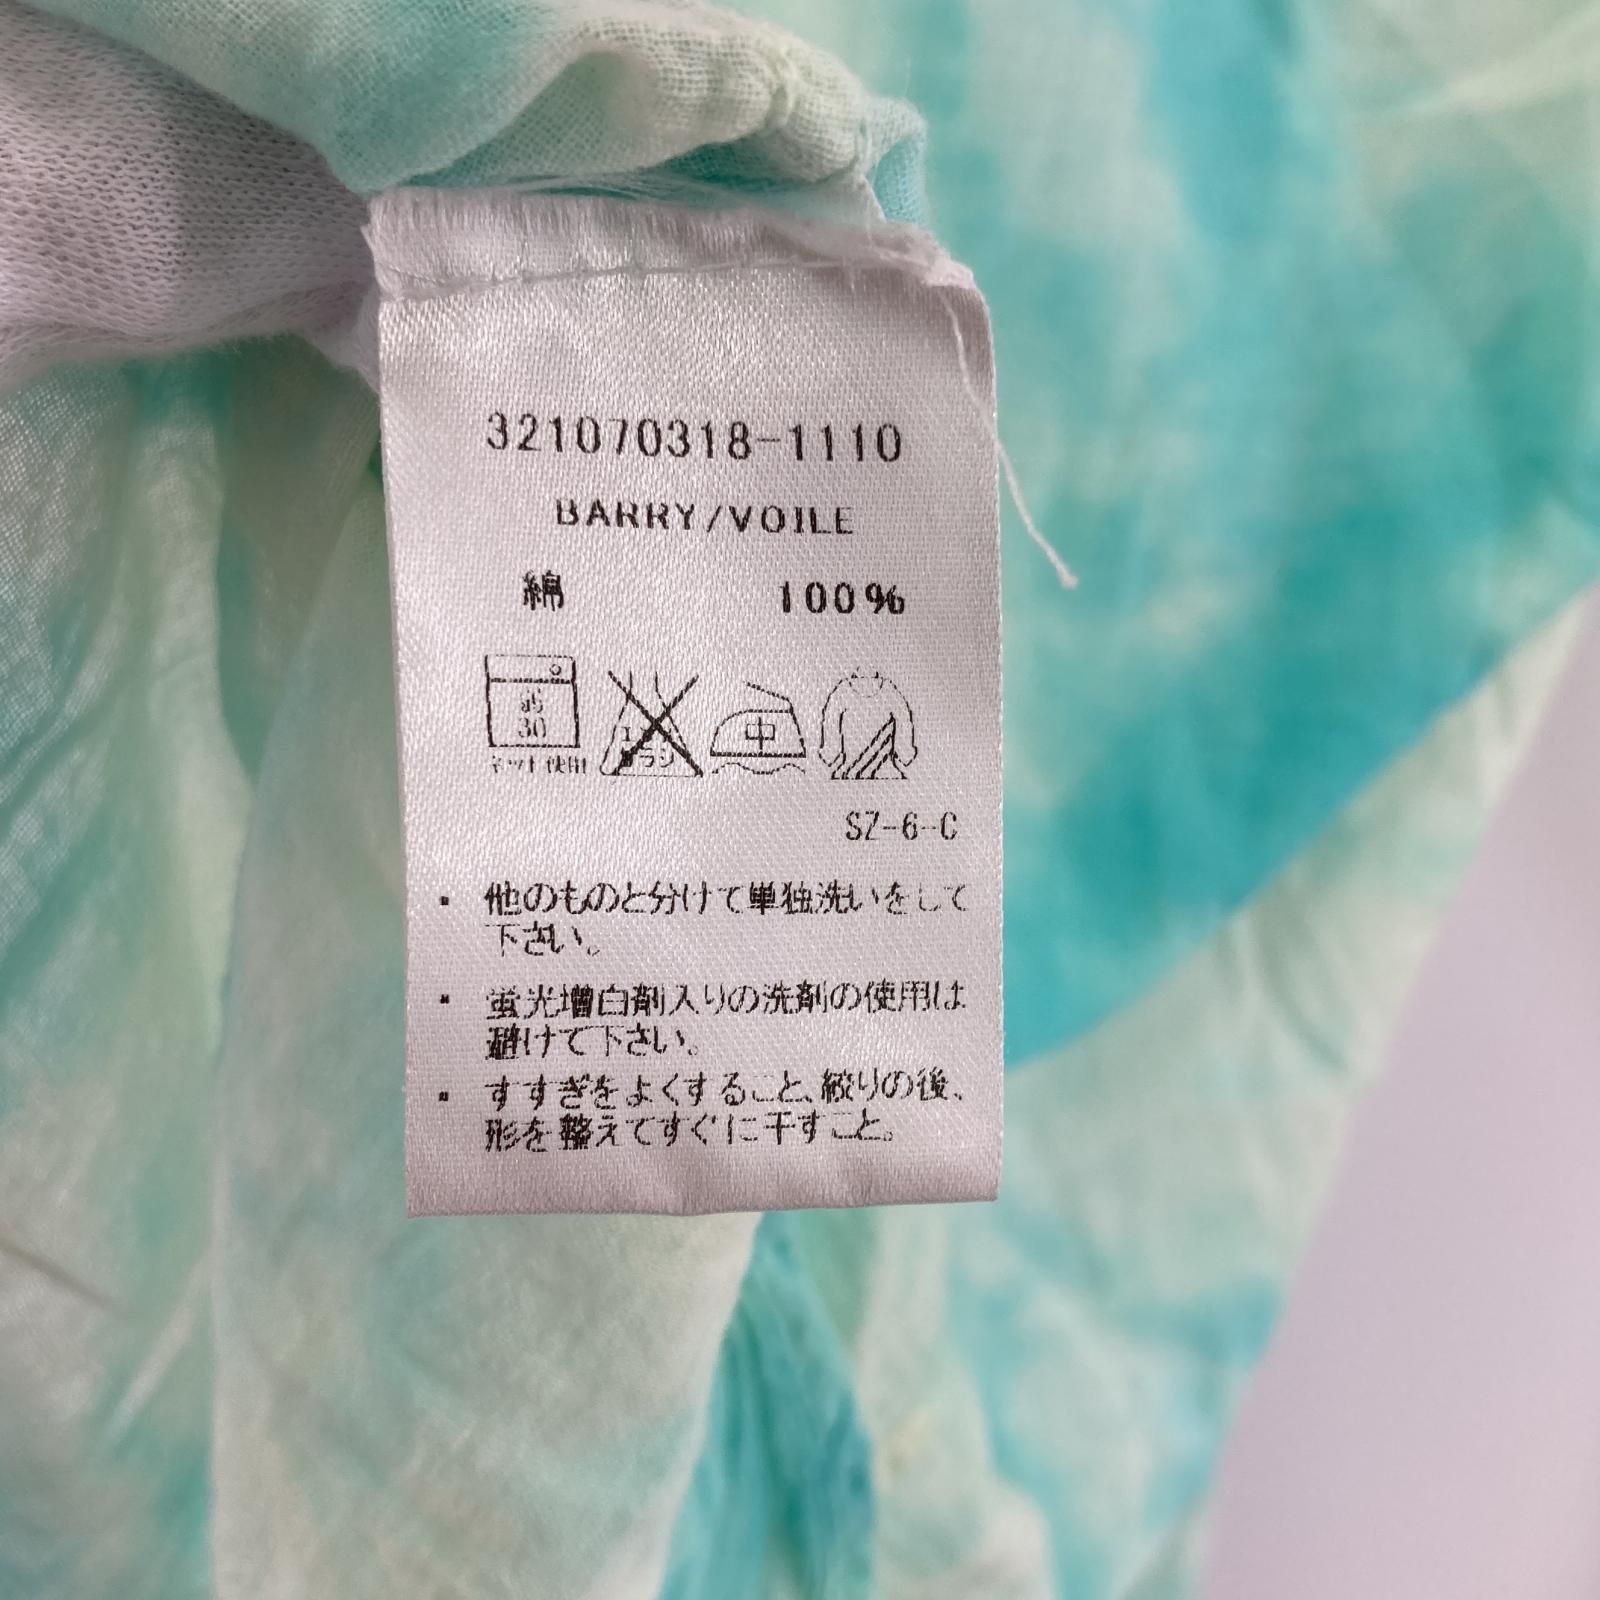 321070318-1110
BARRY/VOILE
綿 100%
弱
30
ネット使用
エンソ
サラシ
中
SZ-6-C
・ 他のものと分けて単独洗いをして
下さい。
・ 蛍光増白剤入りの洗剤の使用は
避けて下さい。
・ すすぎをよくすること、絞りの後、
形を整えてすぐに干すこと。